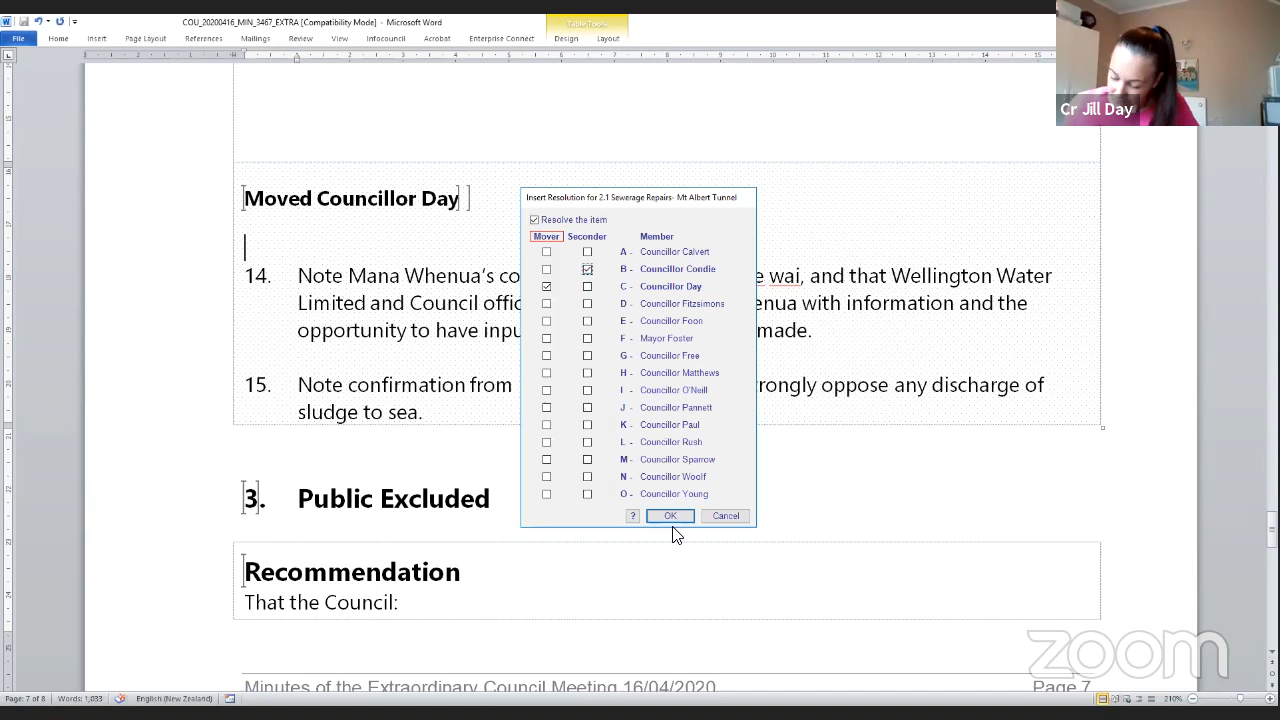 COU_20200416_MIN_3467_EXTRA [Compatibility Mode] - Microsoft Word
Table Tools
File Home Insert Page Layout References Mailings Review View Infocouncil Acrobat Enterprise Connect Design Layout
Cr Jill Day
Moved Councillor Day
14. Note Mana Whenua's co
e wai, and that Wellington Water
Limited and Council offic
enua with information and the
opportunity to have inpu
made.
15. Note confirmation from
rongly oppose any discharge of
sludge to sea.
Insert Resolution for 2.1 Sewerage Repairs- Mt Albert Tunnel
Resolve the item
Mover Seconder Member
A - Councillor Calvert
B - Councillor Condie
C - Councillor Day
D - Councillor Fitzsimons
E - Councillor Foon
F - Mayor Foster
G - Councillor Free
H - Councillor Matthews
I - Councillor O'Neill
J - Councillor Pannett
K - Councillor Paul
L - Councillor Rush
M - Councillor Sparrow
N - Councillor Woolf
O - Councillor Young
? OK Cancel
3. Public Excluded
Recommendation
That the Council:
zoom
Minutes of the Extraordinary Council Meeting 16/04/2020 Page 7
Page: 7 of 8 Words: 1,033 English (New Zealand) 210%